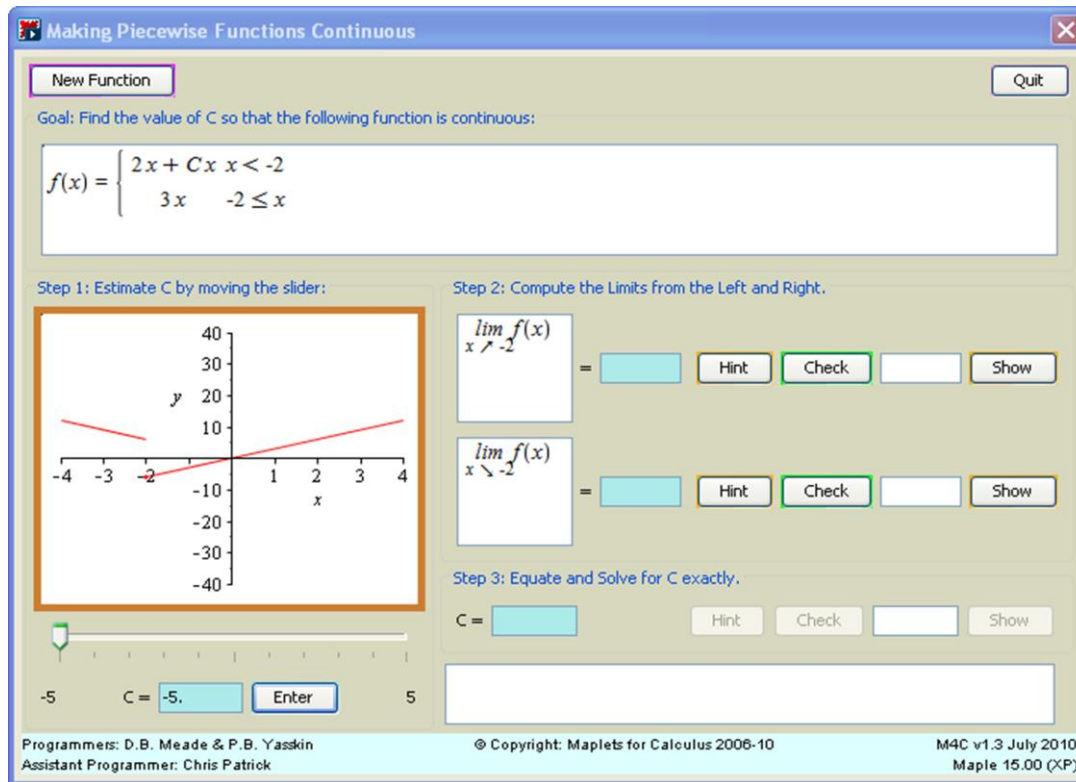 Making Piecewise Functions Continuous
New Function
Quit
Goal: Find the value of C so that the following function is continuous:
f(x) = { 2x + Cx x < -2
3x -2 ≤ x
Step 1: Estimate C by moving the slider:
40
30
y 20
10
-4 -3 -2 1 2 3 4
-10 x
-20
-30
-40
-5 C = -5. Enter 5
Step 2: Compute the Limits from the Left and Right.
lim f(x)
x ↗ -2
= Hint Check Show
lim f(x)
x ↘ -2
= Hint Check Show
Step 3: Equate and Solve for C exactly.
C = Hint Check Show
Programmers: D.B. Meade & P.B. Yasskin © Copyright: Maplets for Calculus 2006-10 M4C v1.3 July 2010
Assistant Programmer: Chris Patrick Maple 15.00 (XP)